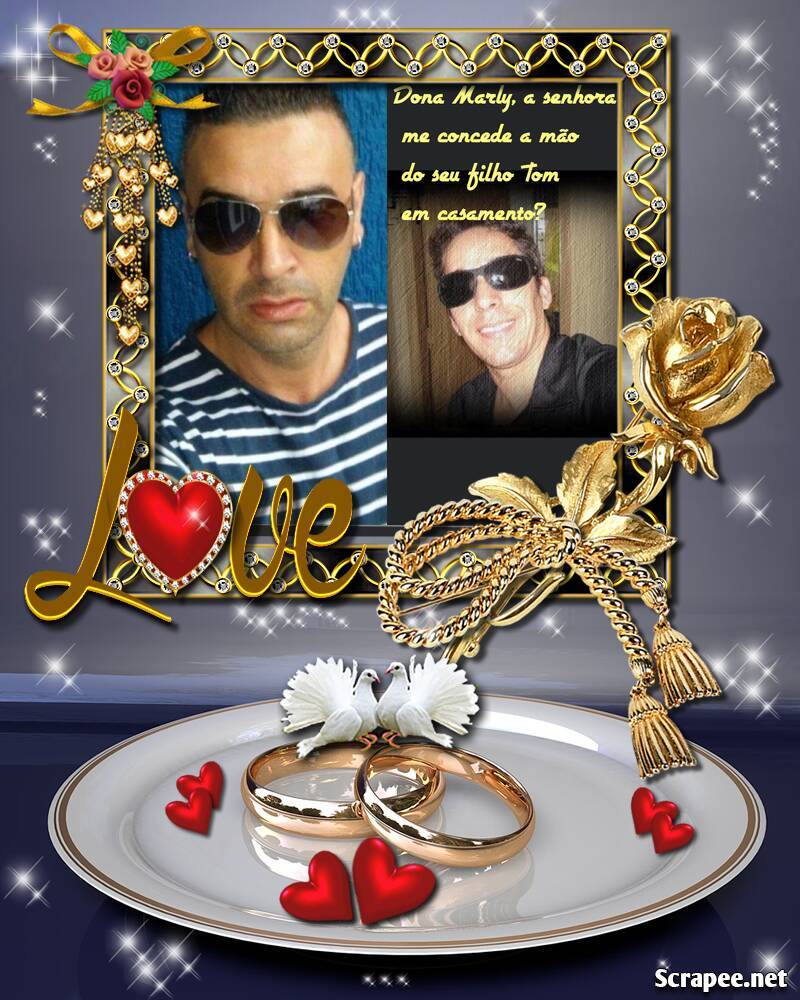 Dona Marly, a senhora
me concede a mão
do seu filho Tom
em casamento?
Love
Scrapee.net